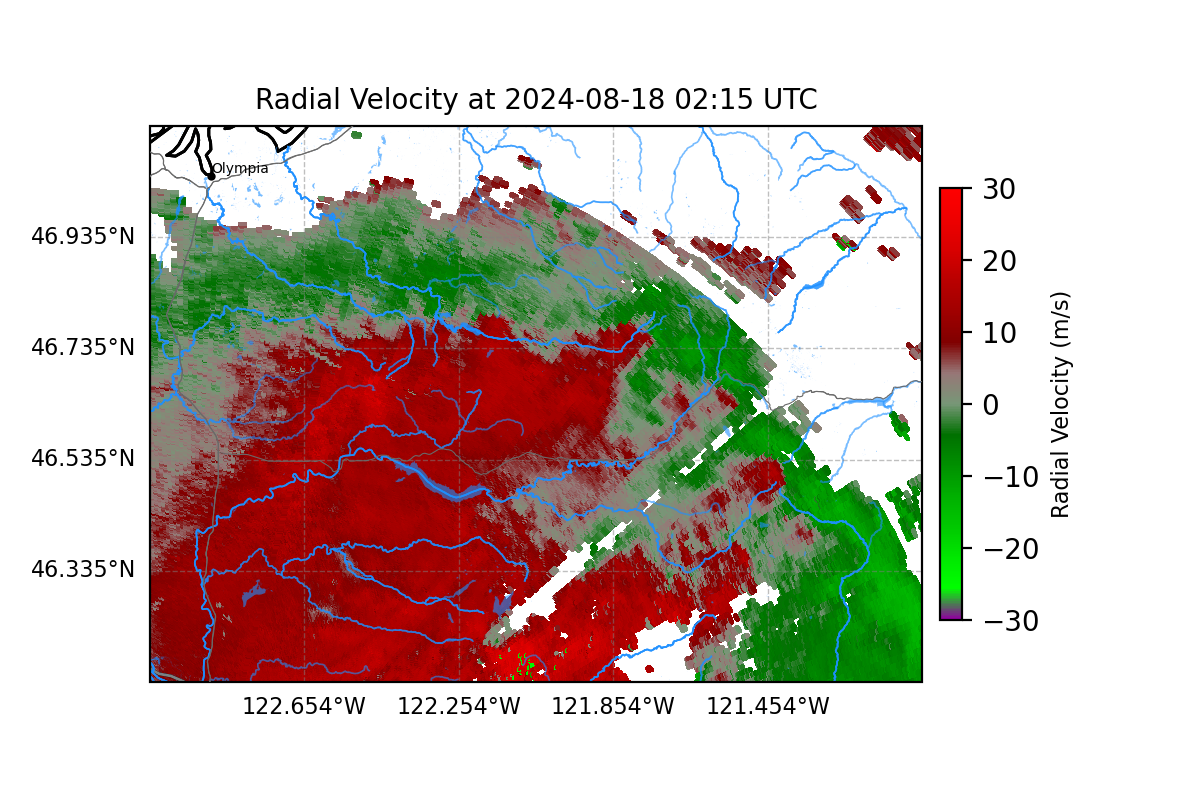 Radial Velocity at 2024-08-18 02:15 UTC
Olympia
46.935°N
46.735°N
46.535°N
46.335°N
122.654°W
122.254°W
121.854°W
121.454°W
30
20
10
0
−10
−20
−30
Radial Velocity (m/s)